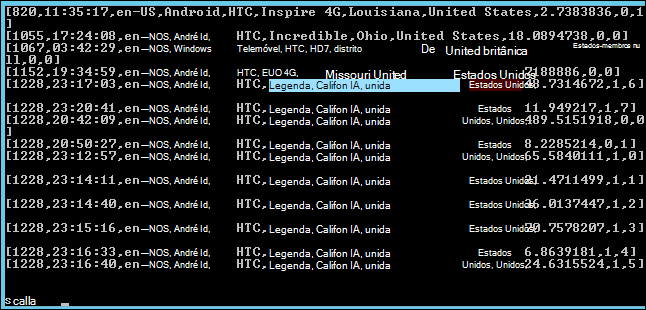 [820,11:35:17,en-US,Android,HTC,Inspire 4G,Louisiana,United States,2.7383836,0,1
]
[1055,17:24:08,en—NOS, André Id, HTC,Incredible,Ohio,United States,18.0894738,0,0]
[1067,03:42:29,en—NOS, Windows Telemóvel, HTC, HD7, distrito De United britânica Estados-membros nu
ll,0,0]
[1152,19:34:59,en—NOS, André Id, HTC, EUO 4G, Missouri United Estados Unidos 7188886,0,0]
[1228,23:17:03,en—NOS, André Id, HTC, Legenda, Califon IA, unida Estados Unidos, 48.7314672,1,6]
[1228,23:20:41,en—NOS, André Id, HTC, Legenda, Califon IA, unida Estados 11.949217,1,7]
[1228,20:42:09,en—NOS, André Id, HTC, Legenda, Califon IA, unida Unidos, Unidos, 489.5151918,0,0
]
[1228,20:50:27,en—NOS, André Id, HTC, Legenda, Califon IA, unida Estados 8.2285214,0,1]
[1228,23:12:57,en—NOS, André Id, HTC, Legenda, Califon IA, unida Unidos, Unidos, 65.5840111,1,0]
[1228,23:14:11,en—NOS, André Id, HTC, Legenda, Califon IA, unida Estados Unidos, 21.4711499,1,1]
[1228,23:14:40,en—NOS, André Id, HTC, Legenda, Califon IA, unida Estados Unidos, 36.0137447,1,2]
[1228,23:15:16,en—NOS, André Id, HTC, Legenda, Califon IA, unida Estados Unidos, 70.7578207,1,3]
[1228,23:16:33,en—NOS, André Id, HTC, Legenda, Califon IA, unida Estados 6.8639181,1,4]
[1228,23:16:40,en—NOS, André Id, HTC, Legenda, Califon IA, unida Unidos, Unidos, 24.6315524,1,5]
s calla